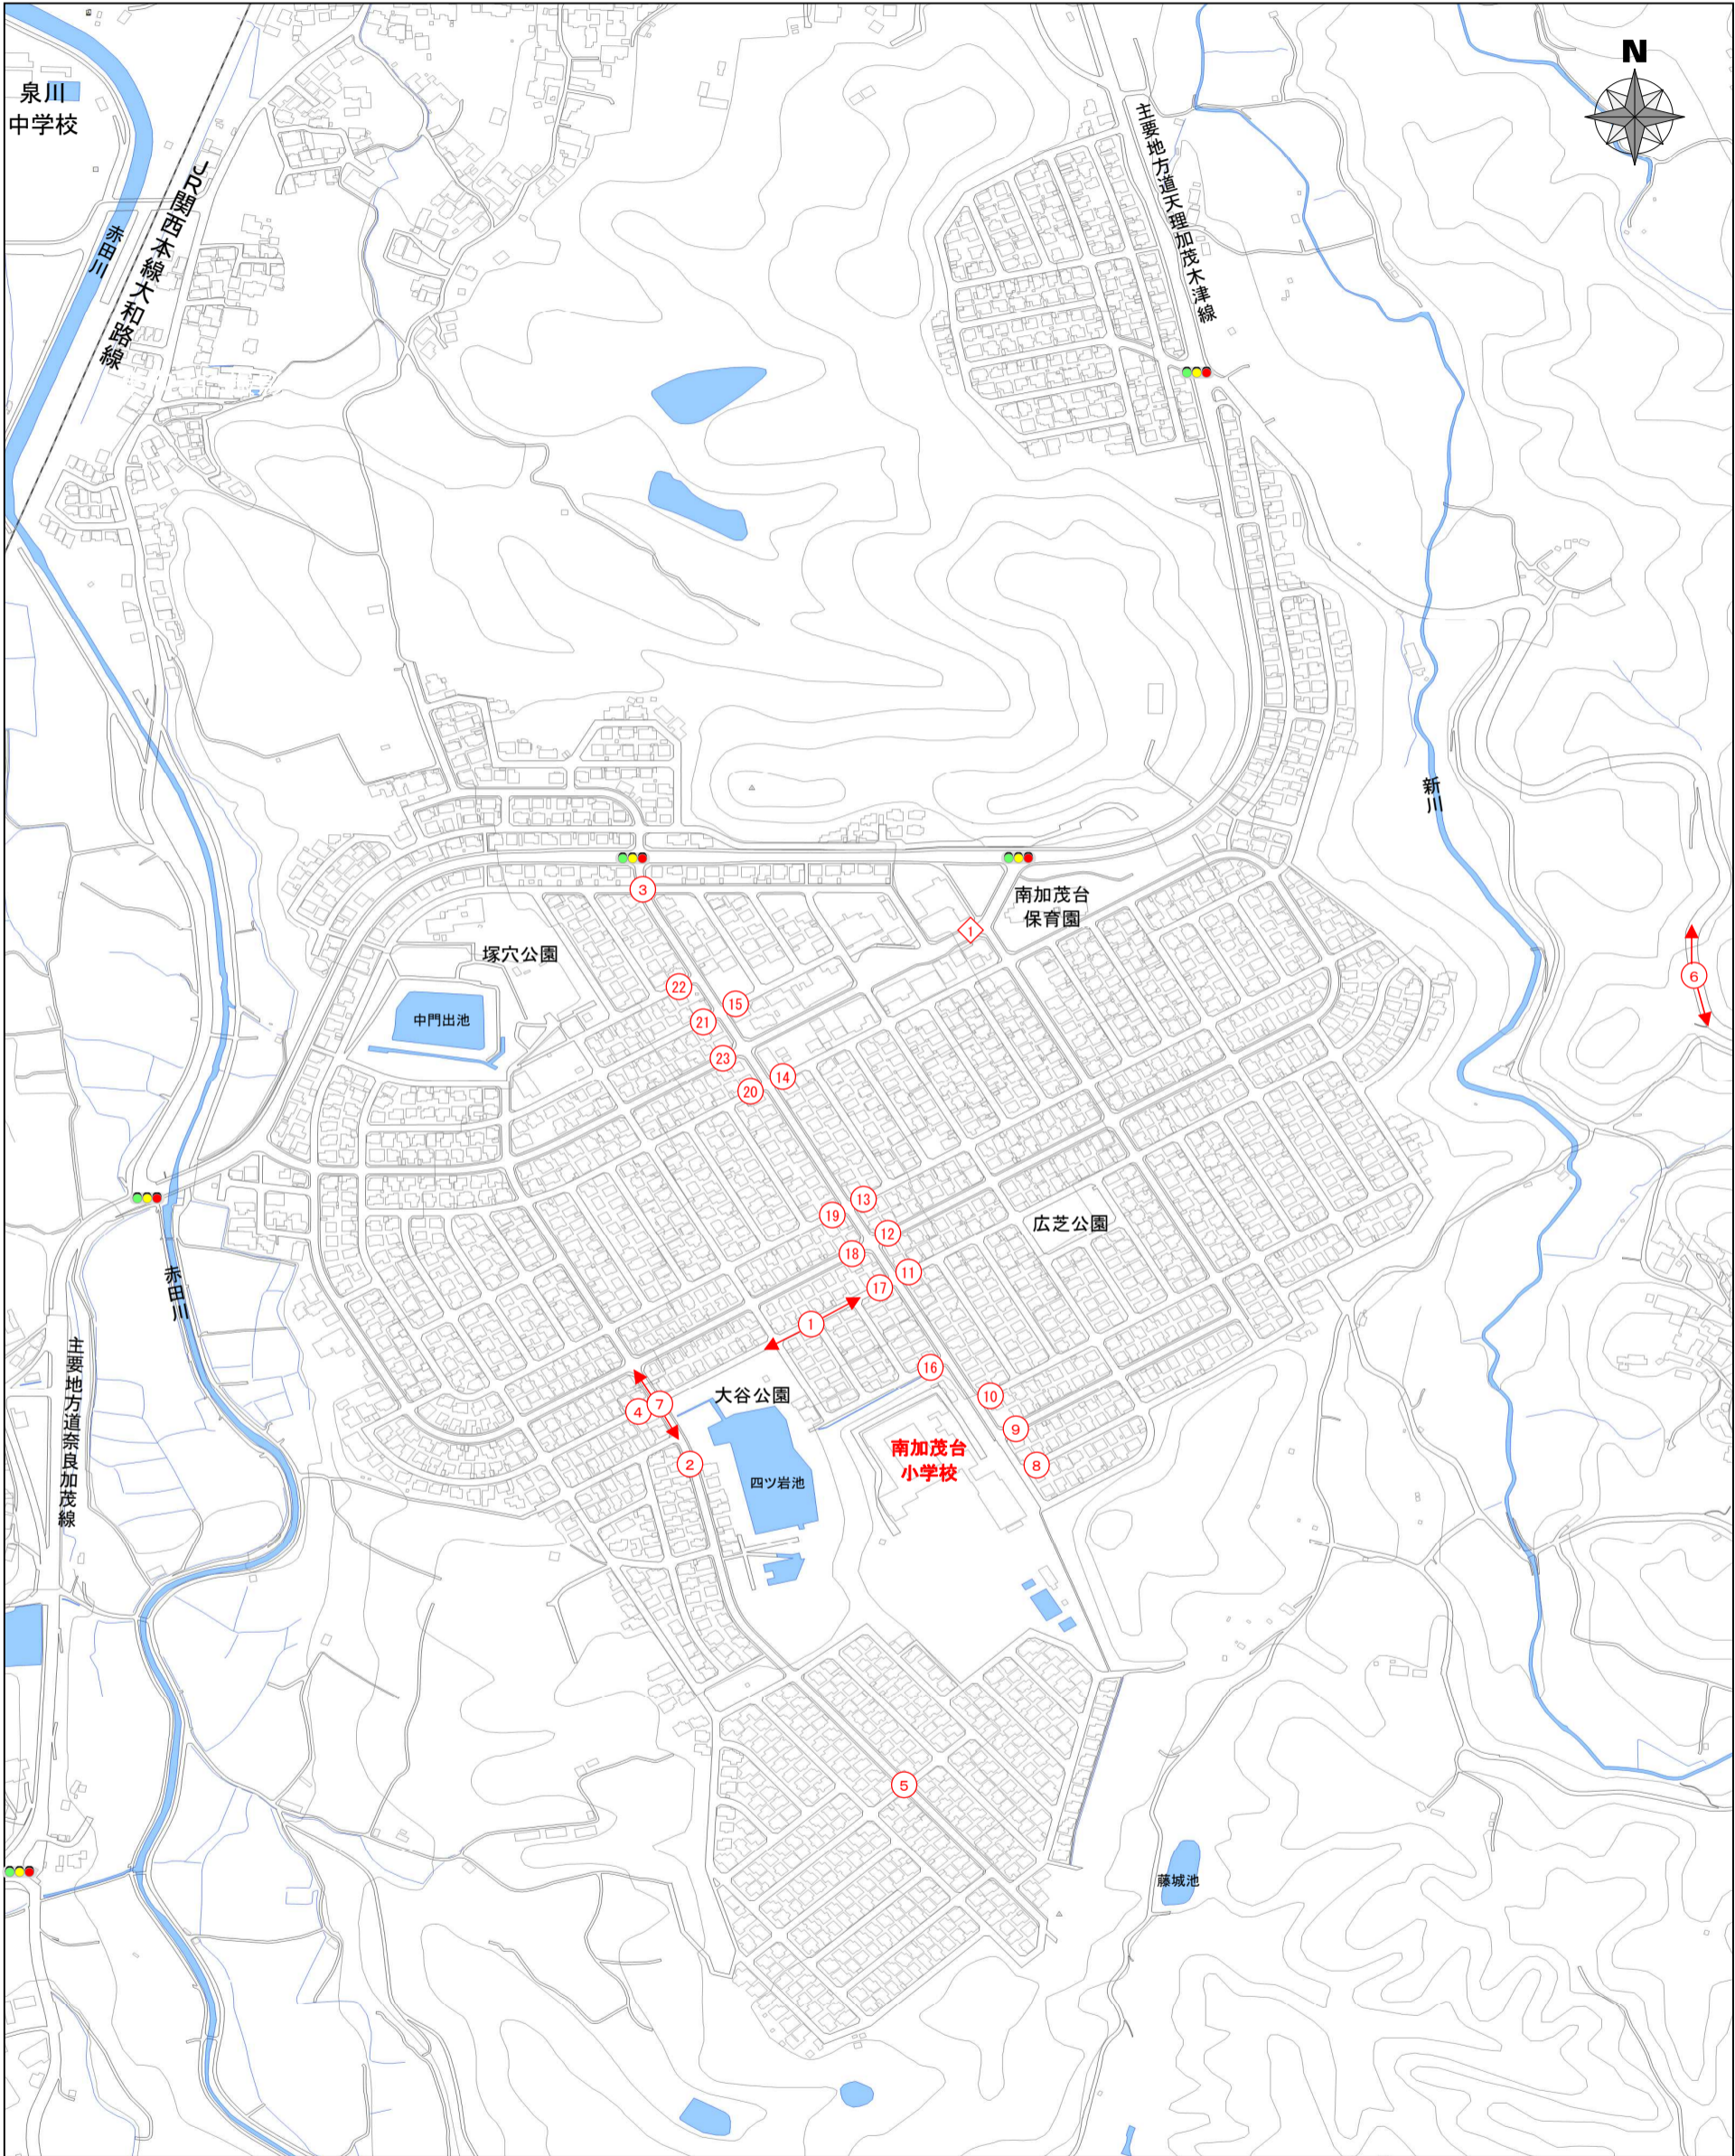 N
泉川
中学校
JR関西本線大和路線
赤田川
主要地方道天理加茂木津線
新川
3
南加茂台
保育園
1
塚穴公園
中門出池
22
15
21
23
14
20
6
13
19
12
広芝公園
18
11
17
1
赤田川
主要地方道奈良加茂線
16
大谷公園
10
7
4
9
南加茂台
小学校
2
8
四ツ岩池
5
藤城池